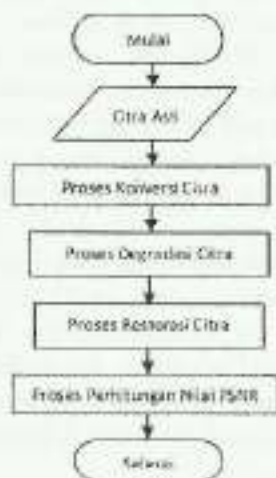 Mulai
Citra Asli
Proses Konversi Citra
Proses Degradasi Citra
Proses Restorasi Citra
Proses Perhitungan Nilai PSNR
Selesai